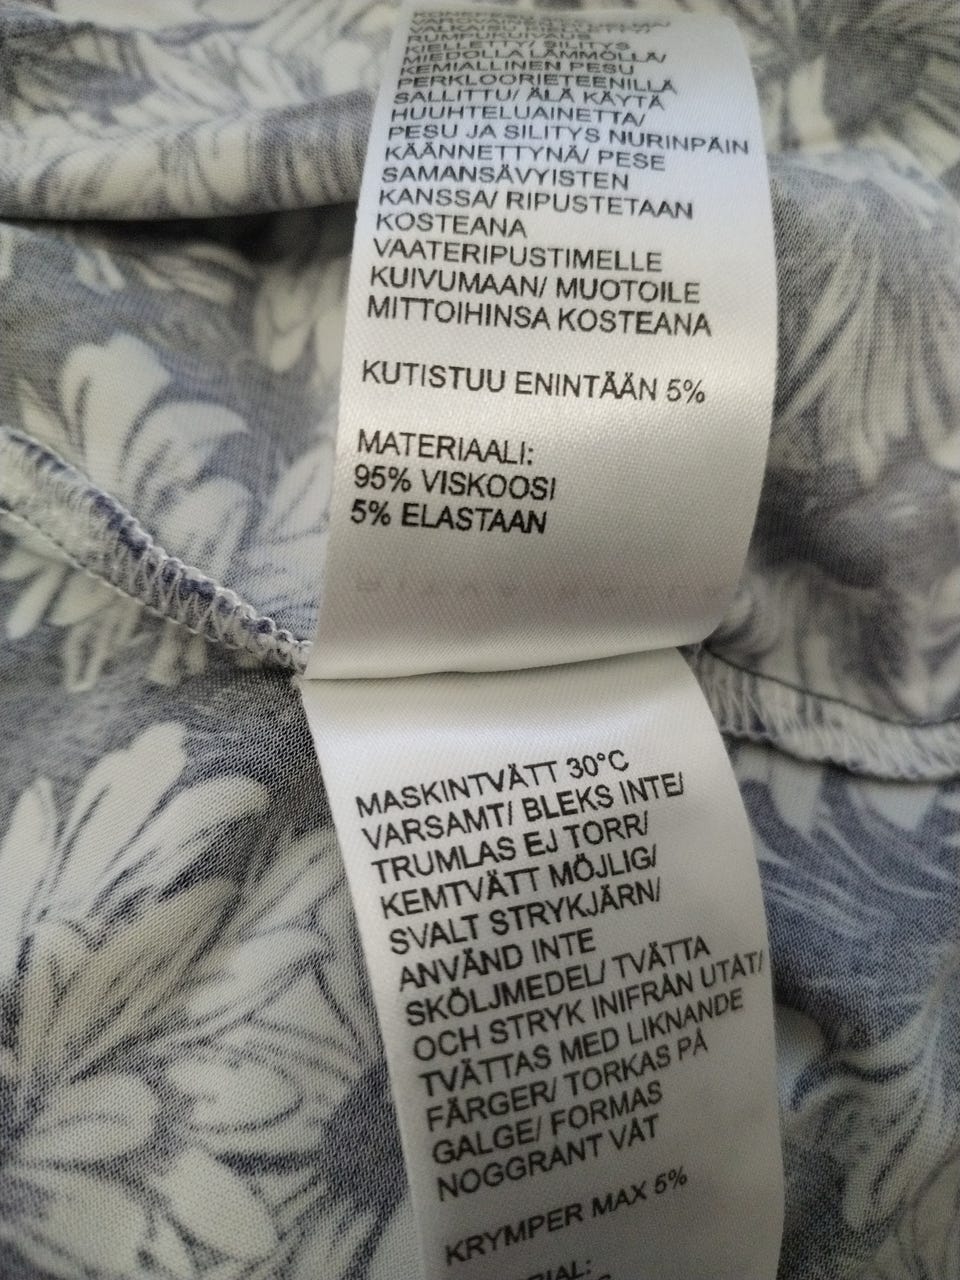 VALKAISU KIELLETTY/
RUMPUKUIVAUS
KIELLETTY/ SILITYS
MIEDOLLA LÄMMÖLLÄ/
KEMIALLINEN PESU
PERKLOORIETEENILLÄ
SALLITTU/ ÄLÄ KÄYTÄ
HUUHTELUAINETTA/
PESU JA SILITYS NURINPÄIN
KÄÄNNETTYNÄ/ PESE
SAMANSÄVYISTEN
KANSSA/ RIPUSTETAAN
KOSTEANA
VAATERIPUSTIMELLE
KUIVUMAAN/ MUOTOILE
MITTOIHINSA KOSTEANA
KUTISTUU ENINTÄÄN 5%
MATERIAALI:
95% VISKOOSI
5% ELASTAAN
MASKINTVÄTT 30°C
VARSAMT/ BLEKS INTE/
TRUMLAS EJ TORR/
KEMTVÄTT MÖJLIG/
SVALT STRYKJÄRN/
ANVÄND INTE
SKÖLJMEDEL/ TVÄTTA
OCH STRYK INIFRÅN UTÅT/
TVÄTTAS MED LIKNANDE
FÄRGER/ TORKAS PÅ
GALGE/ FORMAS
NOGGRANT VÅT
KRYMPER MAX 5%